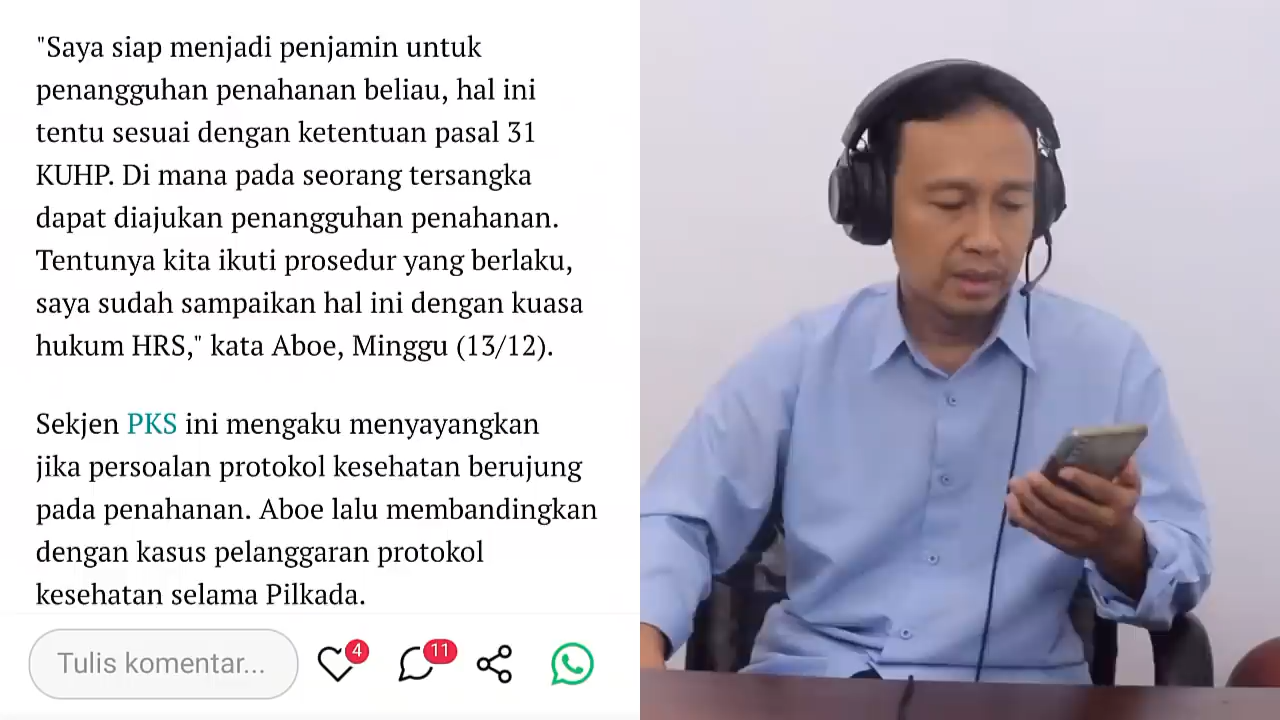 "Saya siap menjadi penjamin untuk
penangguhan penahanan beliau, hal ini
tentu sesuai dengan ketentuan pasal 31
KUHP. Di mana pada seorang tersangka
dapat diajukan penangguhan penahanan.
Tentunya kita ikuti prosedur yang berlaku,
saya sudah sampaikan hal ini dengan kuasa
hukum HRS," kata Aboe, Minggu (13/12).
Sekjen PKS ini mengaku menyayangkan
jika persoalan protokol kesehatan berujung
pada penahanan. Aboe lalu membandingkan
dengan kasus pelanggaran protokol
kesehatan selama Pilkada.
Tulis komentar... 4 11